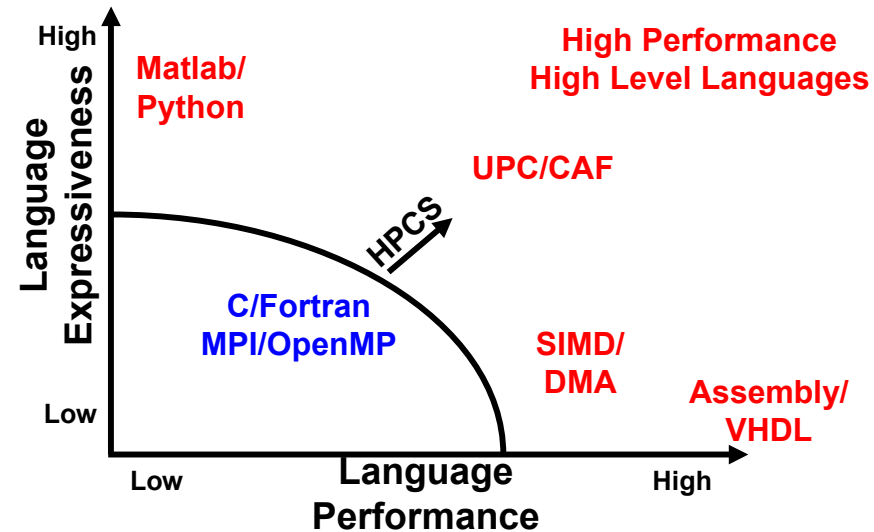 High
Matlab/
Python
High Performance
High Level Languages
Language
Expressiveness
UPC/CAF
HPCS
C/Fortran
MPI/OpenMP
SIMD/
DMA
Assembly/
VHDL
Low
Low
Language
Performance
High